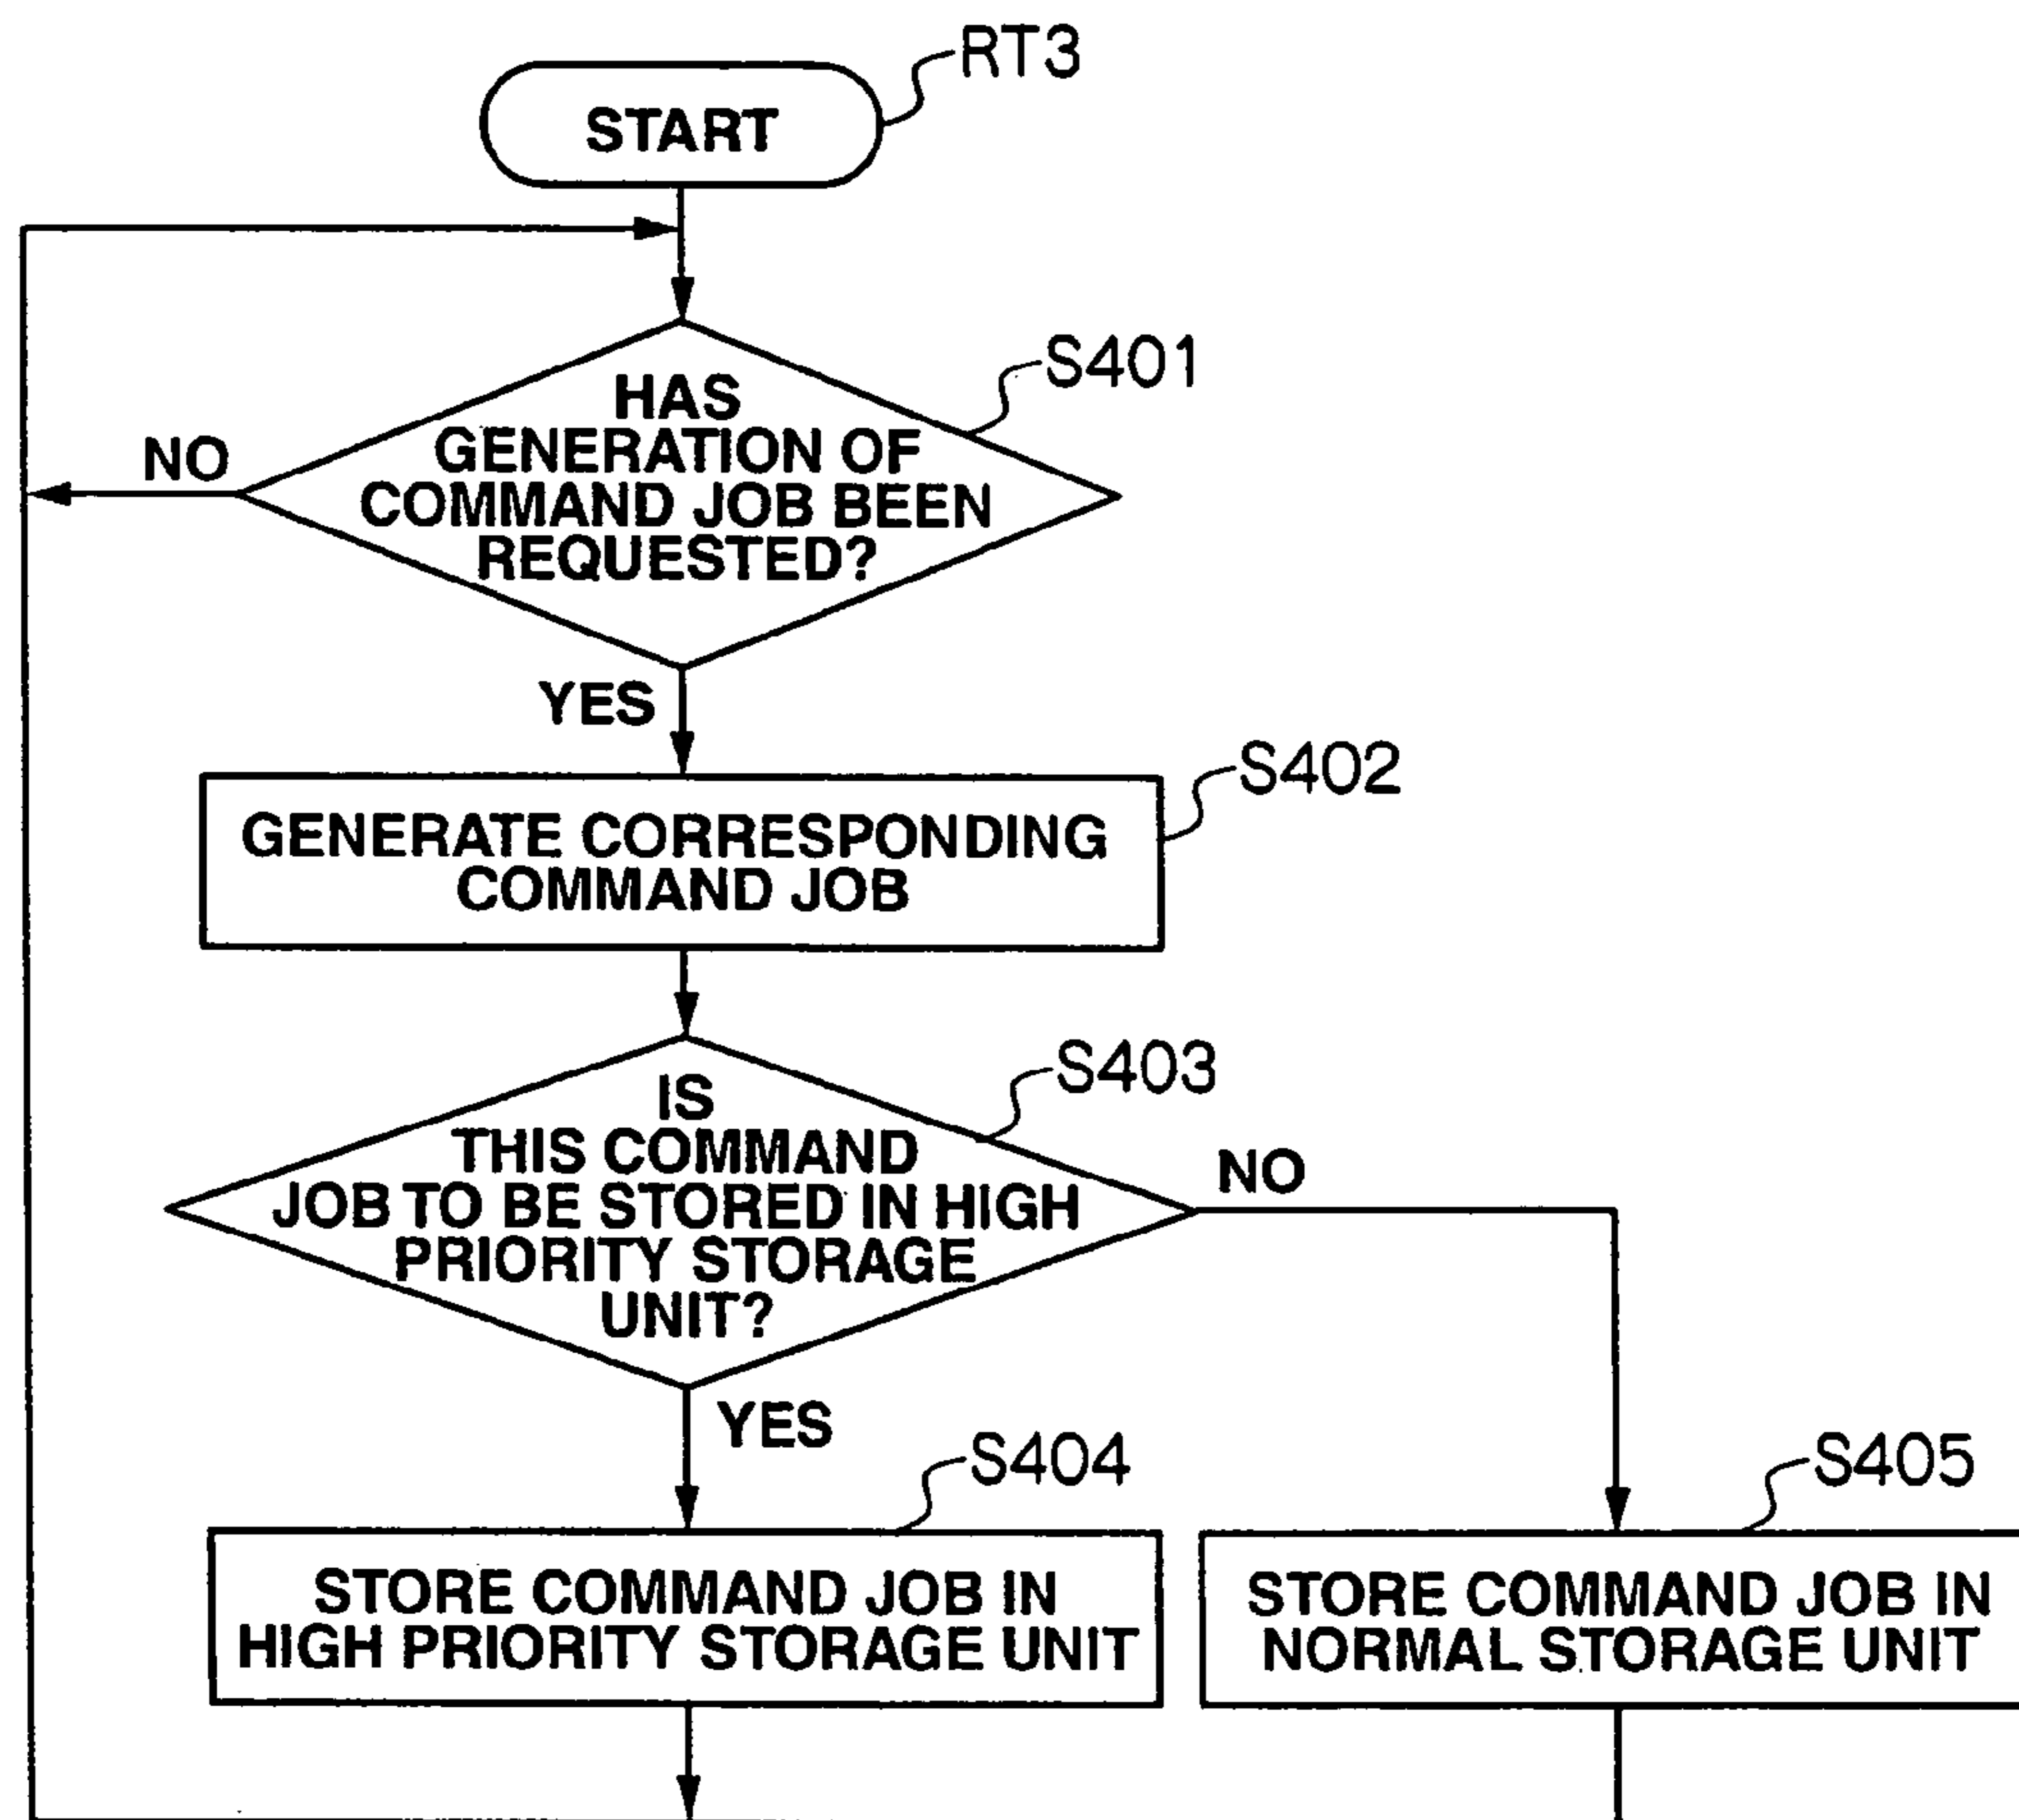 RT3
START
S401
HAS
GENERATION OF
COMMAND JOB BEEN
REQUESTED?
NO
YES
S402
GENERATE CORRESPONDING
COMMAND JOB
S403
IS
THIS COMMAND
JOB TO BE STORED IN HIGH
PRIORITY STORAGE
UNIT?
NO
YES
S404
STORE COMMAND JOB IN
HIGH PRIORITY STORAGE UNIT
S405
STORE COMMAND JOB IN
NORMAL STORAGE UNIT